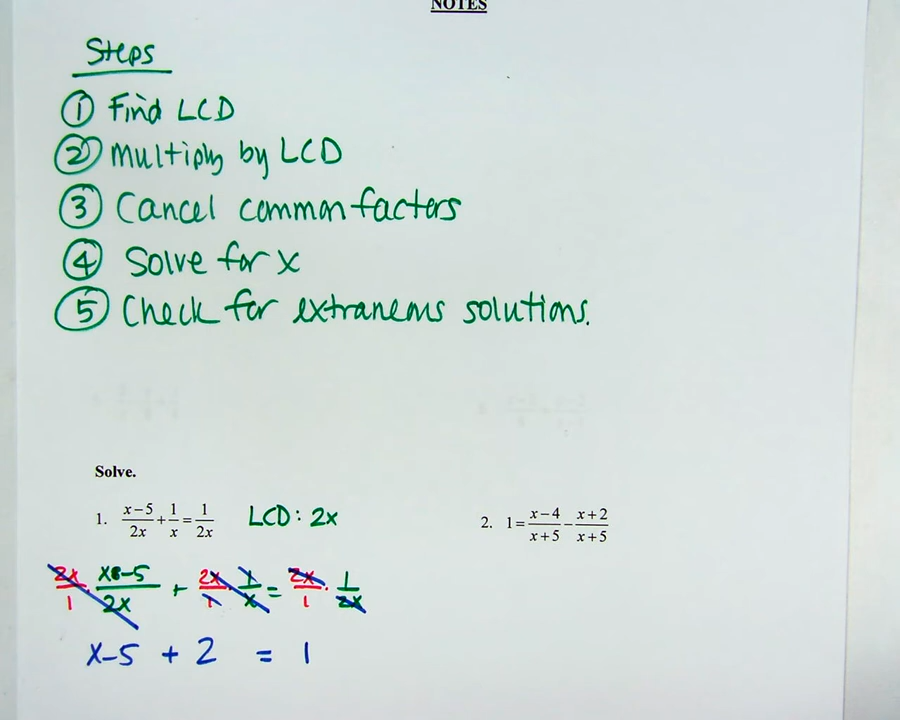 NOTES
Steps
① Find LCD
② Multiply by LCD
③ Cancel common factors
④ Solve for x
⑤ Check for extraneous solutions.
Solve.
1. (x-5)/(2x) + 1/x = 1/(2x) LCD: 2x
2. 1 = (x-4)/(x+5) - (x+2)/(x+5)
2x/1 · (x-5)/(2x) + 2x/1 · 1/x = 2x/1 · 1/(2x)
x-5 + 2 = 1